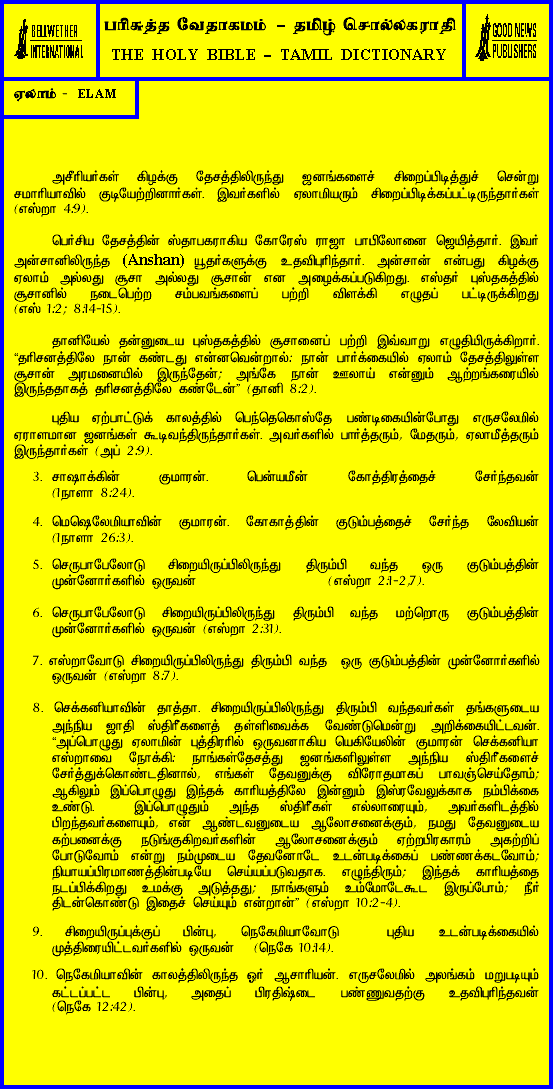 BELLWETHER
INTERNATIONAL
பரிசுத்த வேதாகமம் – தமிழ் சொல்லகராதி
THE HOLY BIBLE – TAMIL DICTIONARY
GOOD NEWS
PUBLISHERS
ஏலாம் - ELAM
அசீரியர்கள் கிழக்கு தேசத்திலிருந்து ஜனங்களைச் சிறைப்பிடித்துச் சென்று
சமாரியாவில் குடியேற்றினார்கள். இவர்களில் ஏலாமியரும் சிறைப்பிடிக்கப்பட்டிருந்தார்கள்
(எஸ்றா 4:9).
பெர்சிய தேசத்தின் ஸ்தாபகராகிய கோரேஸ் ராஜா பாபிலோனை ஜெயித்தார். இவர்
அன்சானிலிருந்த (Anshan) யூதர்களுக்கு உதவிபுரிந்தார். அன்சான் என்பது கிழக்கு
ஏலாம் அல்லது சூசா அல்லது சூசான் என அழைக்கப்படுகிறது. எஸ்தர் புஸ்தகத்தில்
சூசானில் நடைபெற்ற சம்பவங்களைப் பற்றி விளக்கி எழுதப் பட்டிருக்கிறது
(எஸ் 1:2; 8:14-15).
தானியேல் தன்னுடைய புஸ்தகத்தில் சூசானைப் பற்றி இவ்வாறு எழுதியிருக்கிறார்.
“தரிசனத்திலே நான் கண்டது என்னவென்றால்: நான் பார்க்கையில் ஏலாம் தேசத்திலுள்ள
சூசான் அரமனையில் இருந்தேன்; அங்கே நான் ஊலாய் என்னும் ஆற்றங்கரையில்
இருந்ததாகத் தரிசனத்திலே கண்டேன்” (தானி 8:2).
புதிய ஏற்பாட்டுக் காலத்தில் பெந்தெகொஸ்தே பண்டிகையின்போது எருசலேமில்
ஏராளமான ஜனங்கள் கூடிவந்திருந்தார்கள். அவர்களில் பார்த்தரும், மேதரும், ஏலாமீத்தரும்
இருந்தார்கள் (அப் 2:9).
3. சாஷாக்கின் குமாரன். பென்யமீன் கோத்திரத்தைச் சேர்ந்தவன்
(1நாளா 8:24).
4. மெஷெலேமியாவின் குமாரன். கோகாத்தின் குடும்பத்தைச் சேர்ந்த லேவியன்
(1நாளா 26:3).
5. செருபாபேலோடு சிறையிருப்பிலிருந்து திரும்பி வந்த ஒரு குடும்பத்தின்
முன்னோர்களில் ஒருவன் (எஸ்றா 2:1-2,7).
6. செருபாபேலோடு சிறையிருப்பிலிருந்து திரும்பி வந்த மற்றொரு குடும்பத்தின்
முன்னோர்களில் ஒருவன் (எஸ்றா 2:31).
7. எஸ்றாவோடு சிறையிருப்பிலிருந்து திரும்பி வந்த ஒரு குடும்பத்தின் முன்னோர்களில்
ஒருவன் (எஸ்றா 8:7).
8. செக்கனியாவின் தாத்தா. சிறையிருப்பிலிருந்து திரும்பி வந்தவர்கள் தங்களுடைய
அந்நிய ஜாதி ஸ்திரீகளைத் தள்ளிவைக்க வேண்டுமென்று அறிக்கையிட்டவன்.
“அப்பொழுது ஏலாமின் புத்திரரில் ஒருவனாகிய யெகியேலின் குமாரன் செக்கனியா
எஸ்றாவை நோக்கி: நாங்கள்தேசத்து ஜனங்களிலுள்ள அந்நிய ஸ்திரீகளைச்
சேர்த்துக்கொண்டதினால், எங்கள் தேவனுக்கு விரோதமாகப் பாவஞ்செய்தோம்;
ஆகிலும் இப்பொழுது இந்தக் காரியத்திலே இன்னும் இஸ்ரவேலுக்காக நம்பிக்கை
உண்டு. இப்பொழுதும் அந்த ஸ்திரீகள் எல்லாரையும், அவர்களிடத்தில்
பிறந்தவர்களையும், என் ஆண்டவனுடைய ஆலோசனைக்கும், நமது தேவனுடைய
கற்பனைக்கு நடுங்குகிறவர்களின் ஆலோசனைக்கும் ஏற்றபிரகாரம் அகற்றிப்
போடுவோம் என்று நம்முடைய தேவனோடே உடன்படிக்கைப் பண்ணக்கடவோம்;
நியாயப்பிரமாணத்தின்படியே செய்யப்படுவதாக. எழுந்திரும்; இந்தக் காரியத்தை
நடப்பிக்கிறது உமக்கு அடுத்தது; நாங்களும் உம்மோடேகூட இருப்போம்; நீர்
திடன்கொண்டு இதைச் செய்யும் என்றான்” (எஸ்றா 10:2-4).
9. சிறையிருப்புக்குப் பின்பு, நெகேமியாவோடு புதிய உடன்படிக்கையில்
முத்திரையிட்டவர்களில் ஒருவன் (நெகே 10:14).
10. நெகேமியாவின் காலத்திலிருந்த ஓர் ஆசாரியன். எருசலேமில் அலங்கம் மறுபடியும்
கட்டப்பட்ட பின்பு, அதைப் பிரதிஷ்டை பண்ணுவதற்கு உதவிபுரிந்தவன்
(நெகே 12:42).